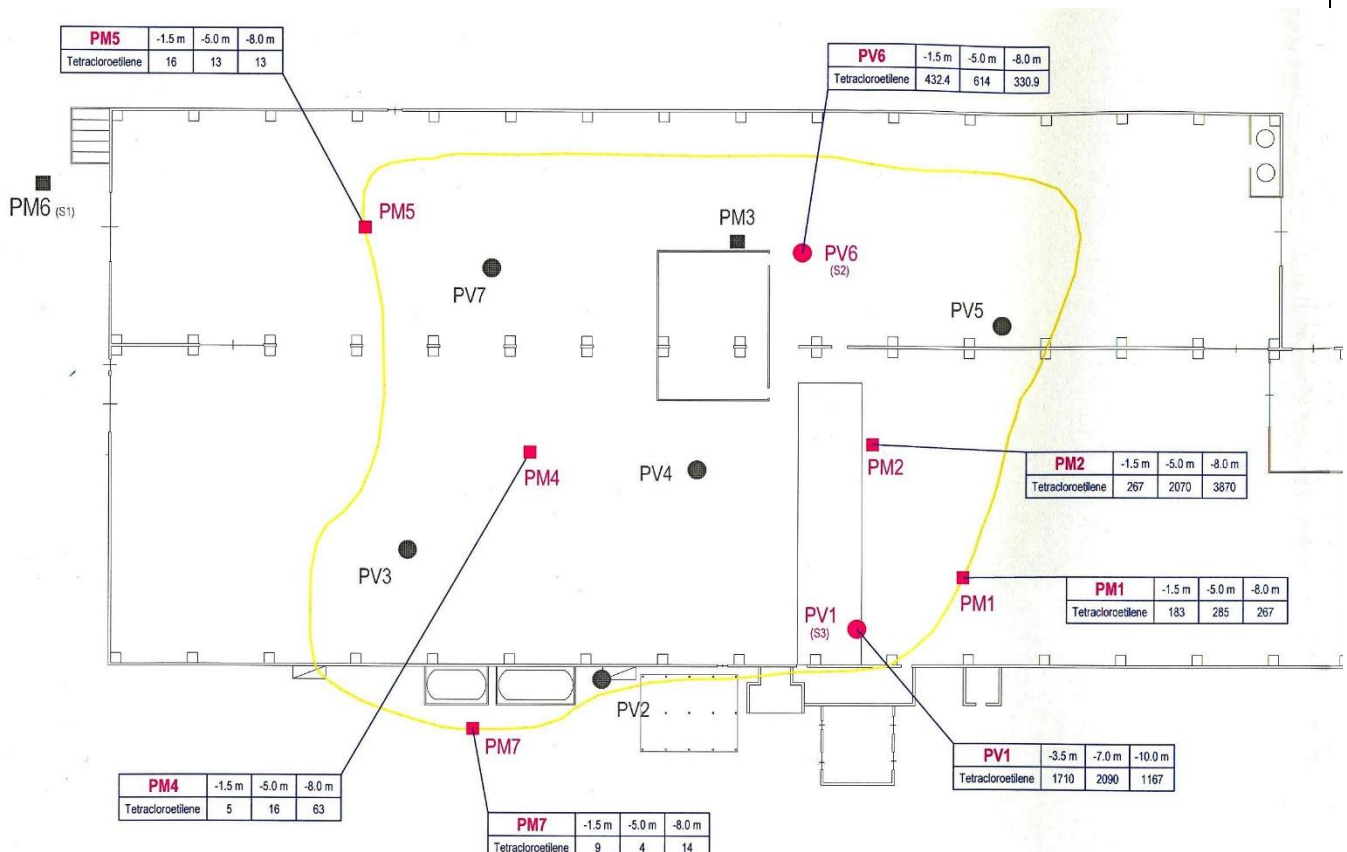 PM5 -1.5 m -5.0 m -8.0 m
Tetracloroetilene 16 13 13
PV6 -1.5 m -5.0 m -8.0 m
Tetracloroetilene 432.4 614 330.9
PM6 (S1)
PM5
PM3
PV6
(S2)
PV7
PV5
PM4
PV4
PM2
PM2 -1.5 m -5.0 m -8.0 m
Tetracloroetilene 267 2070 3870
PV3
PM1
PM1 -1.5 m -5.0 m -8.0 m
Tetracloroetilene 183 285 267
PV1
(S3)
PV2
PM7
PV1 -3.5 m -7.0 m -10.0 m
Tetracloroetilene 1710 2090 1167
PM4 -1.5 m -5.0 m -8.0 m
Tetracloroetilene 5 16 63
PM7 -1.5 m -5.0 m -8.0 m
Tetracloroetilene 9 4 14